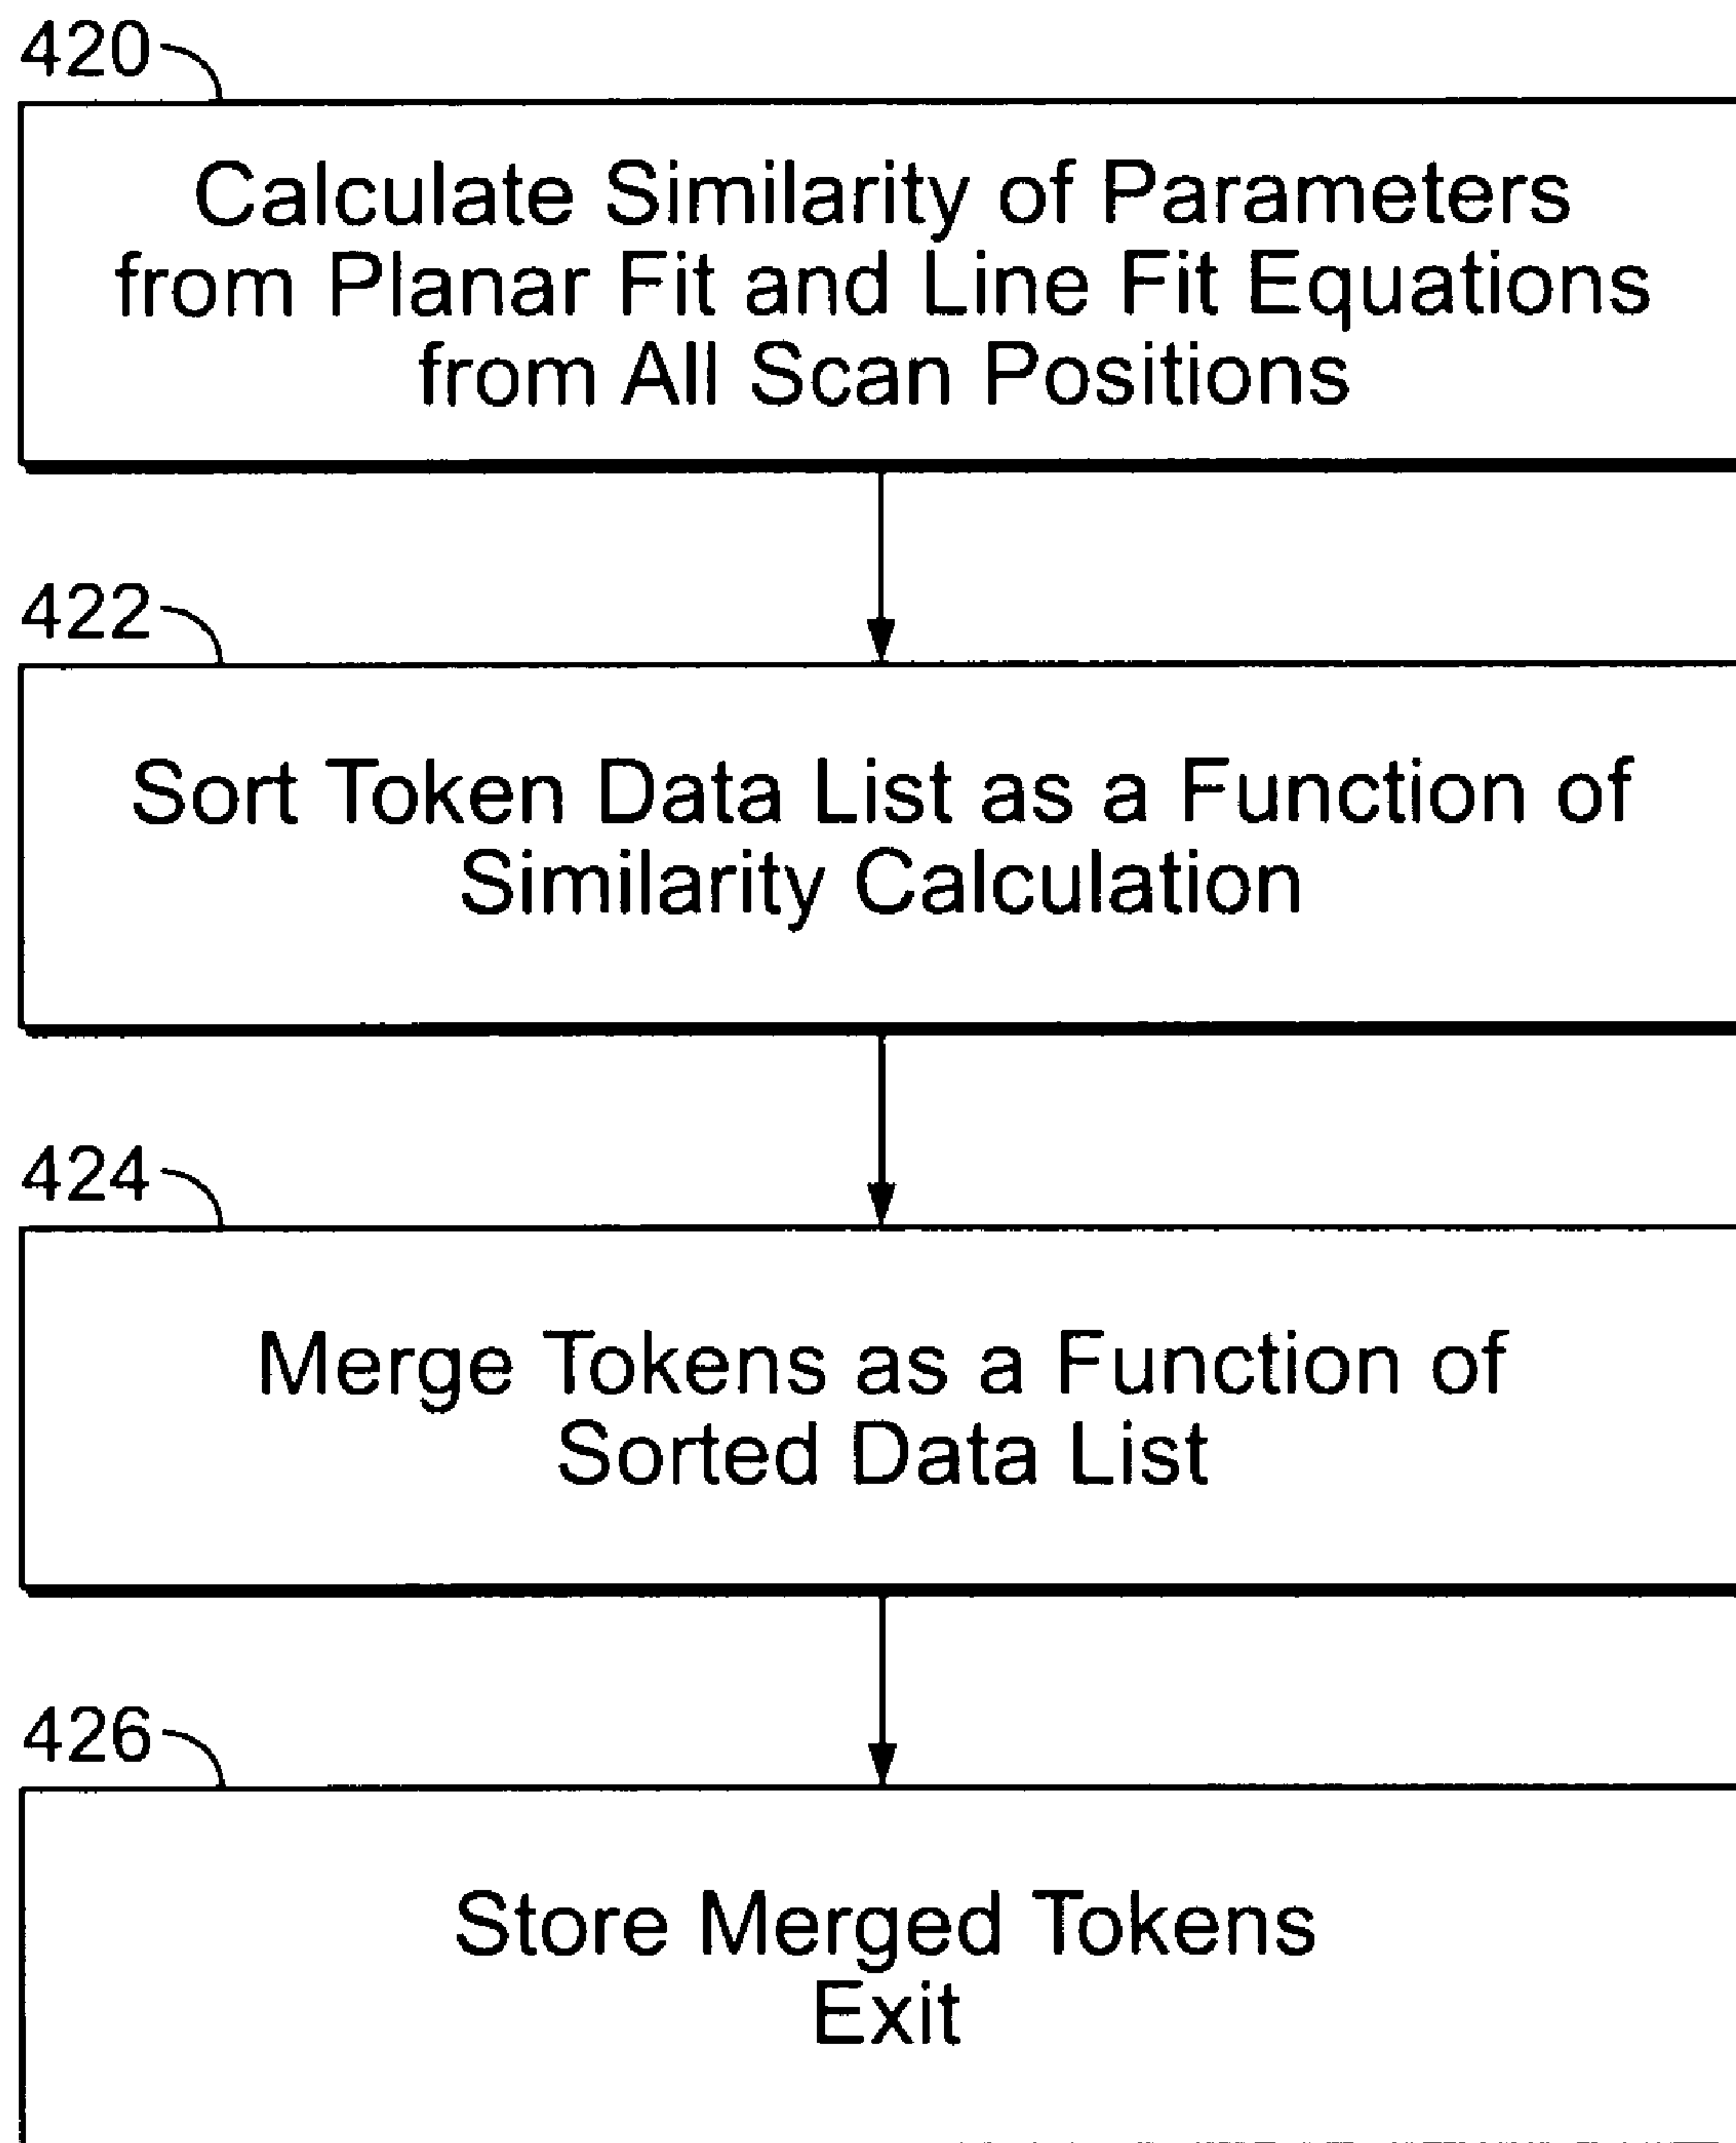 420
Calculate Similarity of Parameters
from Planar Fit and Line Fit Equations
from All Scan Positions
422
Sort Token Data List as a Function of
Similarity Calculation
424
Merge Tokens as a Function of
Sorted Data List
426
Store Merged Tokens
Exit